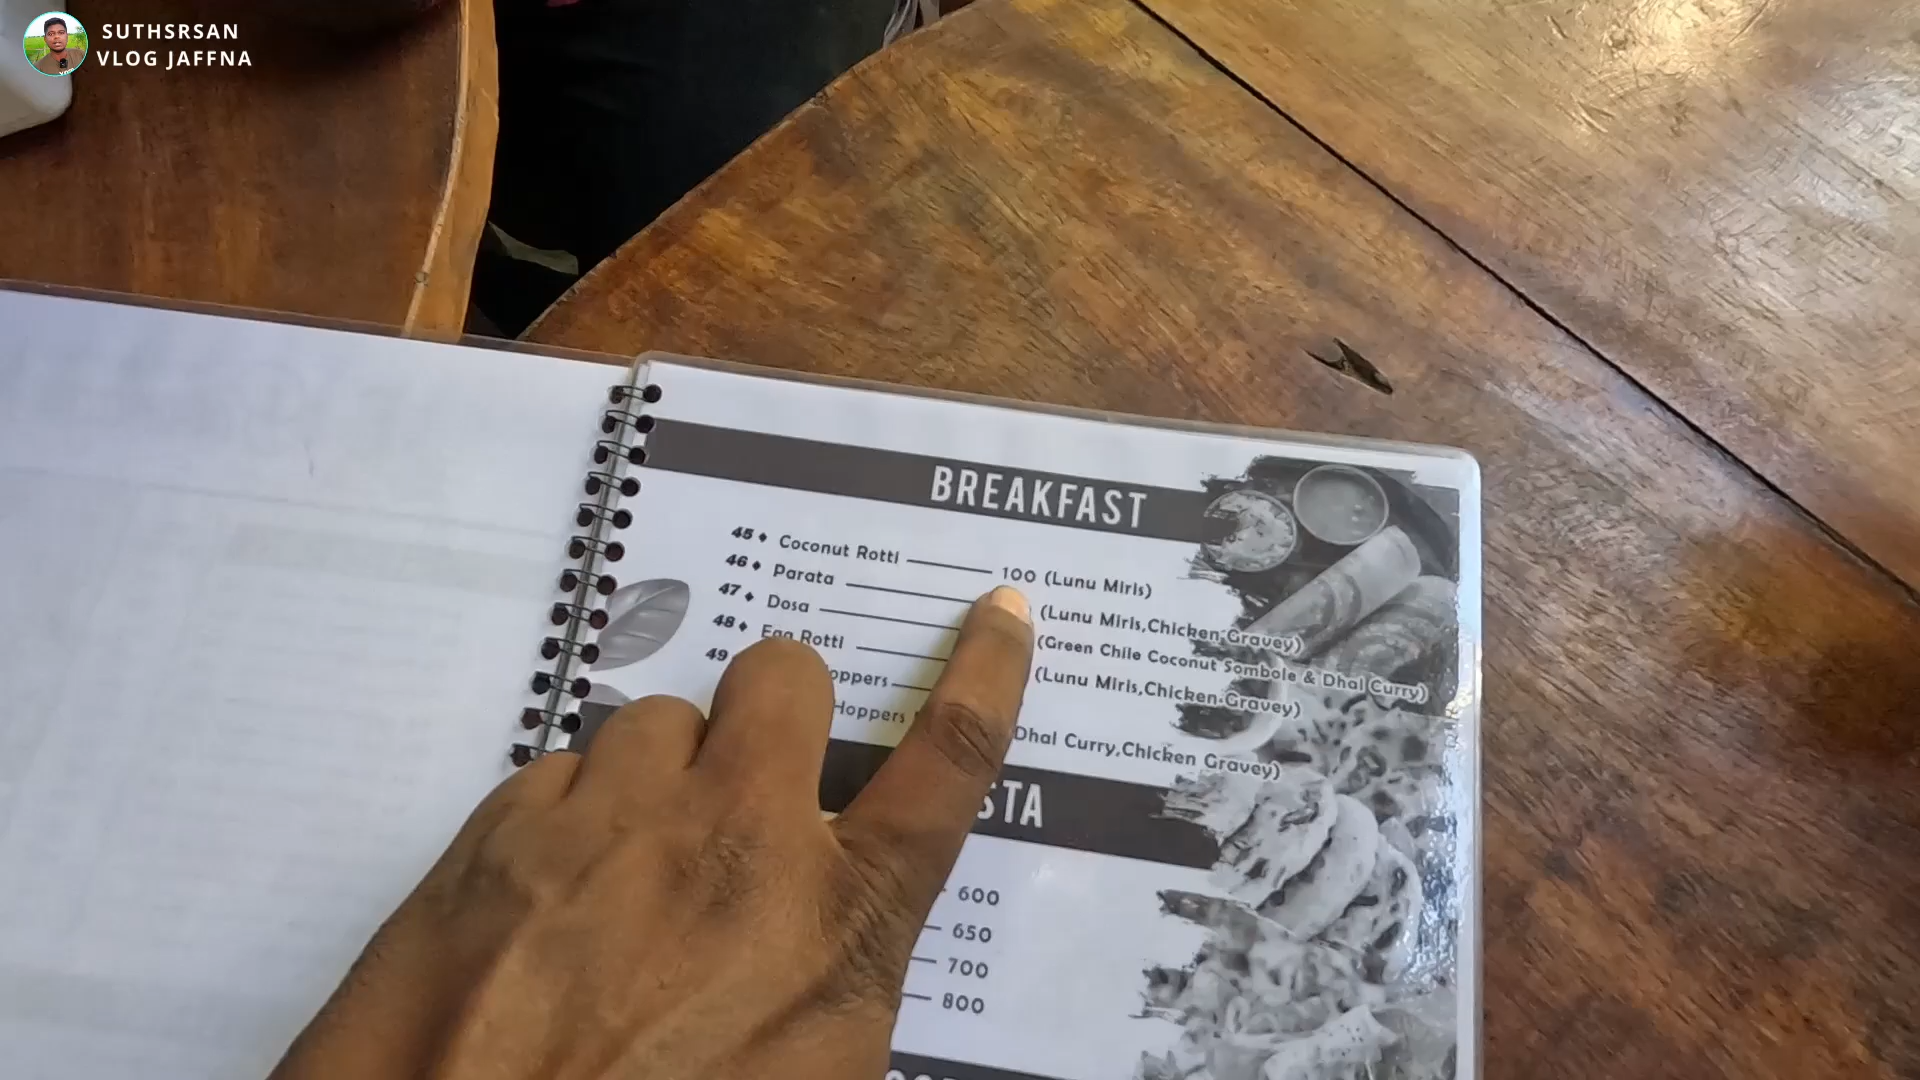 SUTHSRSAN
VLOG JAFFNA
BREAKFAST
45 Coconut Rotti 100 (Lunu Miris)
46 Parata (Lunu Miris,Chicken Gravey)
47 Dosa (Green Chile Coconut Sombole & Dhal Curry)
48 Egg Rotti (Lunu Miris,Chicken Gravey)
49 oppers
Hoppers
Dhal Curry,Chicken Gravey)
STA
600
650
700
800